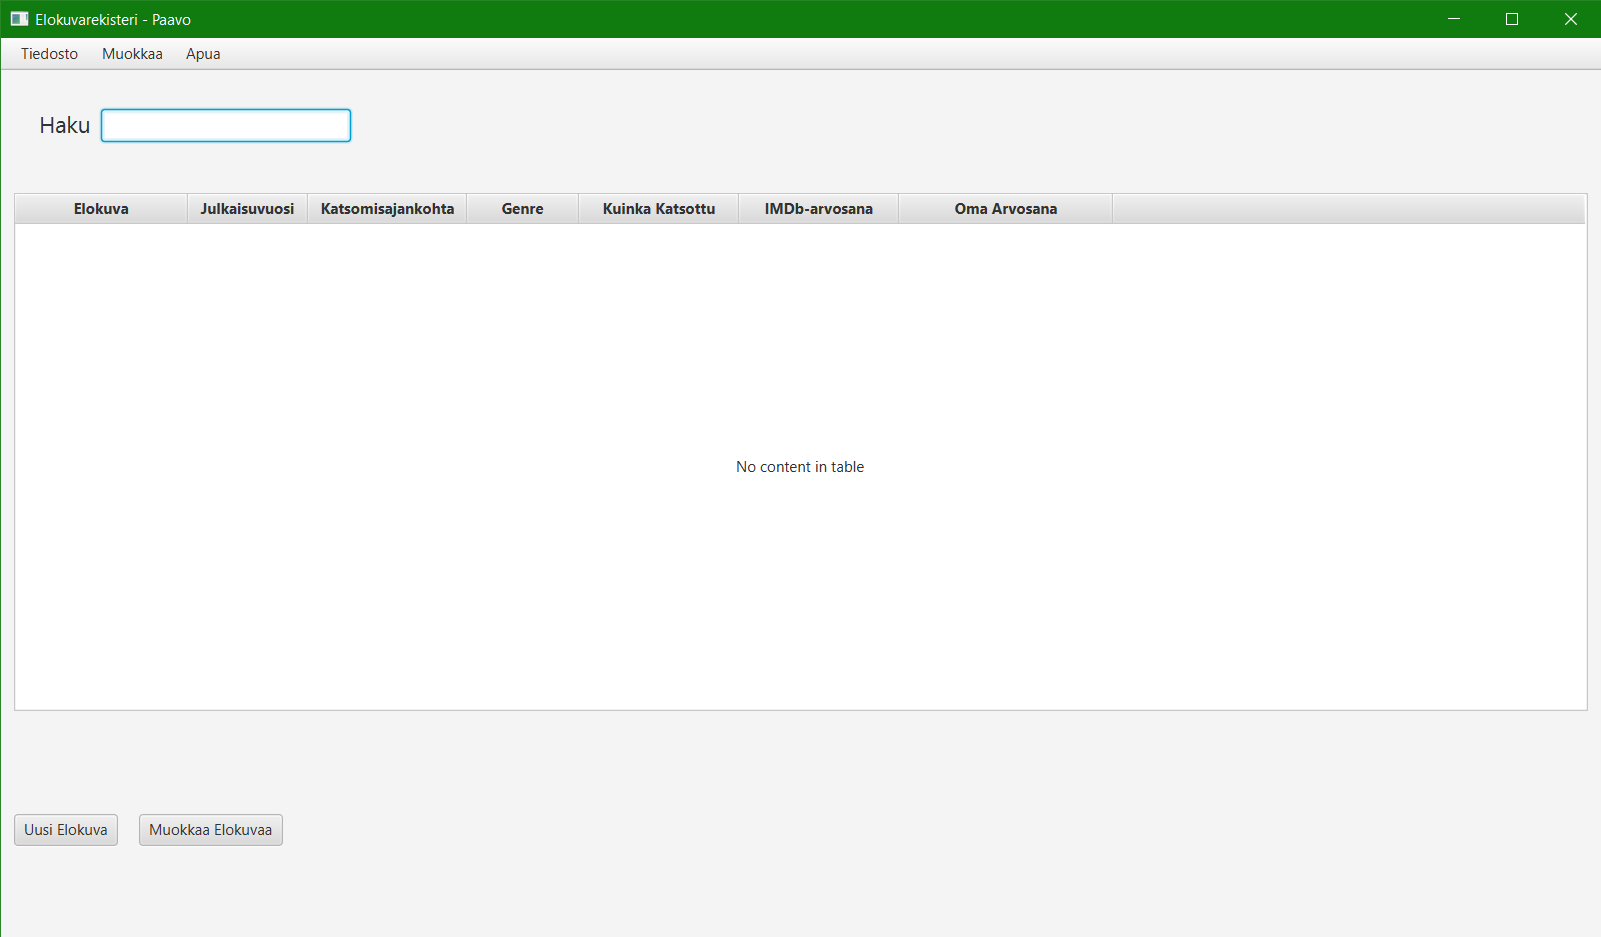 Elokuvarekisteri - Paavo
Tiedosto Muokkaa Apua
Haku
Elokuva Julkaisuvuosi Katsomisajankohta Genre Kuinka Katsottu IMDb-arvosana Oma Arvosana
No content in table
Uusi Elokuva Muokkaa Elokuvaa